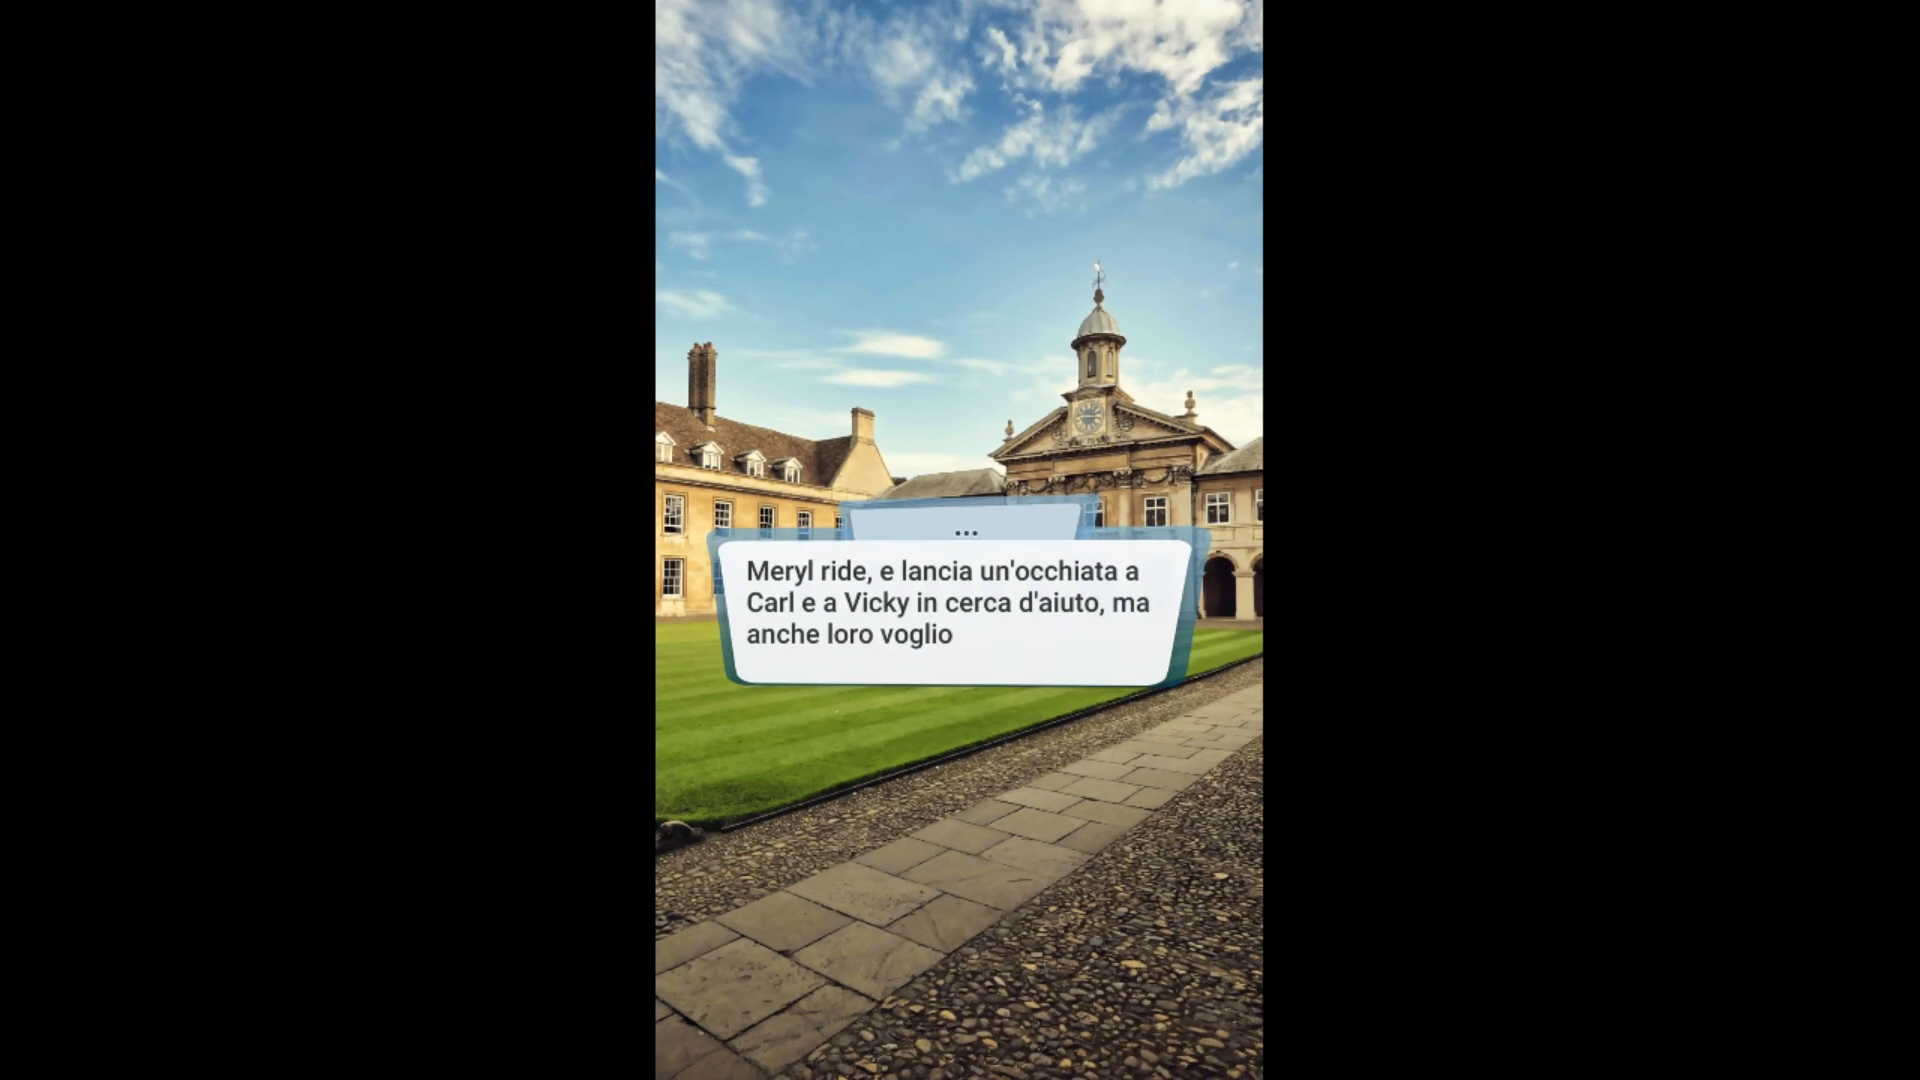 ...
Meryl ride, e lancia un'occhiata a
Carl e a Vicky in cerca d'aiuto, ma
anche loro voglio